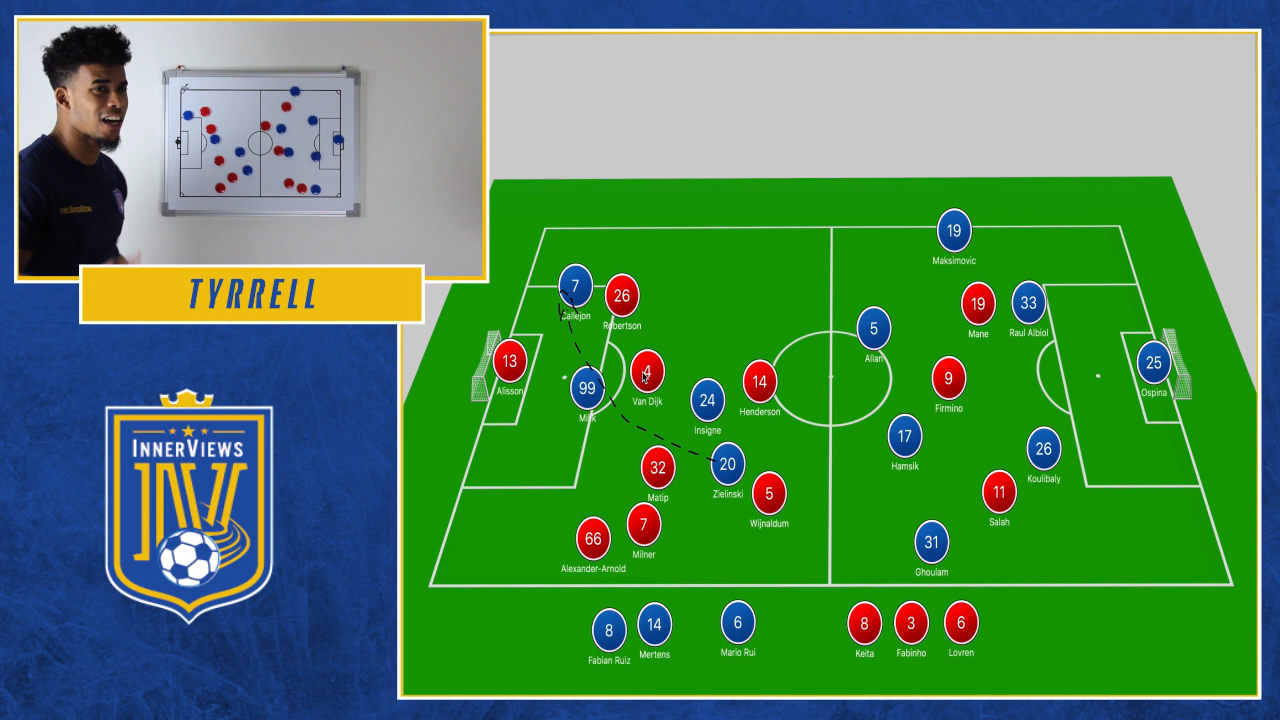 TYRRELL
INNERVIEWS
IV
19
Maksimovic
7
Callejon
26
Robertson
19
Mane
33
Raul Albiol
5
Allan
13
Alisson
25
Ospina
4
Van Dijk
14
Henderson
9
Firmino
99
Milik
24
Insigne
17
Hamsik
26
Koulibaly
32
Matip
20
Zielinski
5
Wijnaldum
11
Salah
66
Alexander-Arnold
7
Milner
31
Ghoulam
8
Fabian Ruiz
14
Mertens
6
Mario Rui
8
Keita
3
Fabinho
6
Lovren